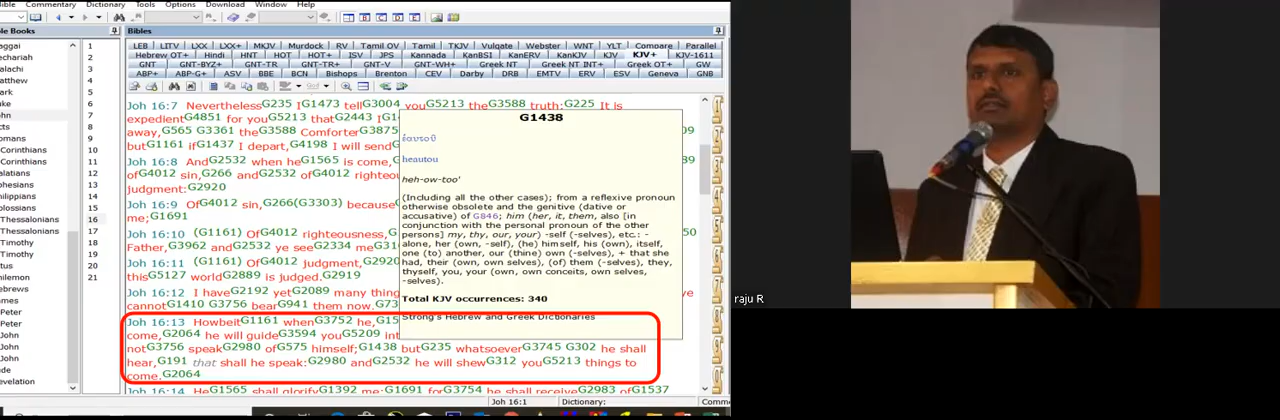 Bible Commentary Dictionary Tools Options Download Window Help
Bible Books
Bibles
LEB LITV LXX LXX+ MKJV Murdock RV Tamil OV Tamil TKJV Vulgate Webster WNT YLT Compare Parallel
Hebrew OT+ Hindi HNT HOT HOT+ ISV JPS Kannada KanBSI KanERV KanKJV KJV KJV+ KJV-1611
GNT GNT-BYZ+ GNT-TR GNT-TR+ GNT-V GNT-WH+ Greek NT Greek NT INT+ Greek OT+ GW
ABP+ ABP-G+ ASV BBE BCN Bishops Brenton CEV Darby DRB EMTV ERV ESV Geneva GNB
aggai
echariah
alachi
atthew
ark
uke
ohn
cts
omans
Corinthians
Corinthians
alatians
phesians
hilippians
olossians
Thessalonians
Thessalonians
Timothy
Timothy
tus
hilemon
ebrews
ames
Peter
Peter
John
John
John
evelation
1
2
3
4
5
6
7
8
9
10
11
12
13
14
15
16
17
18
19
20
21
Joh 16:7 NeverthelessG235 IG1473 tellG3004 youG5213 theG3588 truth;G225 It is
expedientG4851 for youG5213 thatG2443 I
away,G565 G3361 theG3588 ComforterG3875
butG1161 ifG1437 I depart,G4198 I will send
Joh 16:8 AndG2532 when heG1565 is come,
ofG4012 sin,G266 andG2532 ofG4012 righteou
judgment:G2920
Joh 16:9 OfG4012 sin,G266(G3303) because
me;G1691
Joh 16:10 (G1161) OfG4012 righteousness,
Father,G3962 andG2532 ye seeG2334 me
Joh 16:11 (G1161) OfG4012 judgment,G2920
thisG5127 worldG2889 is judged.G2919
Joh 16:12 I haveG2192 yetG2089 many thing
cannotG1410 G3756 bearG941 them now.
Joh 16:13 HowbeitG1161 whenG3752 he,
come,G2064 he will guideG3594 youG5209 int
notG3756 speakG2980 ofG575 himself;G1438 butG235 whatsoeverG3745 G302 he shall
hear,G191 that shall he speak:G2980 andG2532 he will shewG312 youG5213 things to
come.G2064
Joh 16:14 HeG1565 shall glorifyG1392 me:G1691 forG3754 he shall receiveG2983 ofG1537
G1438
ἑαυτοῦ
heautou
heh-ow-too'
(Including all the other cases); from a reflexive pronoun
otherwise obsolete and the genitive (dative or
accusative) of G846; him (her, it, them, also [in
conjunction with the personal pronoun of the other
persons] my, thy, our, your) -self (-selves), etc.: -
alone, her (own, -self), (he) himself, his (own), itself,
one (to) another, our (thine) own (-selves), + that she
had, their (own, own selves), (of) them (-selves), they,
thyself, you, your (own, own conceits, own selves,
-selves).
Total KJV occurrences: 340
Strong's Hebrew and Greek Dictionaries
Joh 16:1
Dictionary:
Comm
raju R